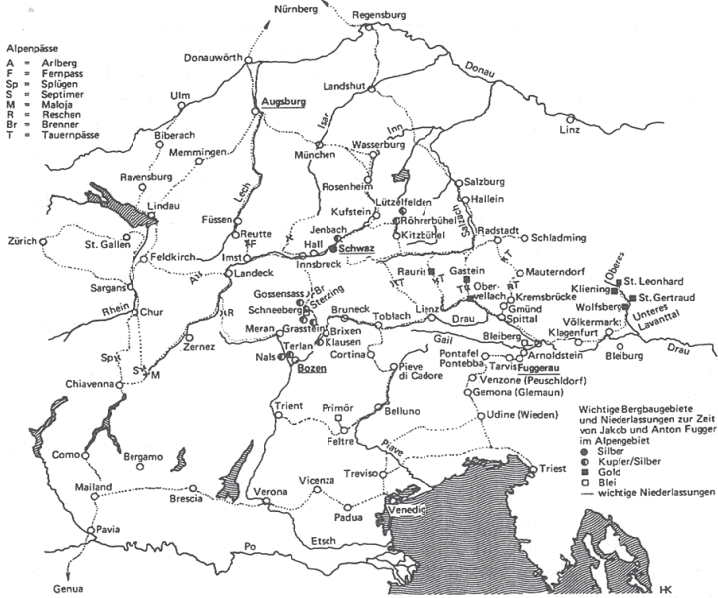 Nürnberg
Regensburg
Alpenpässe
A = Arlberg
F = Fernpass
Sp = Splügen
S = Septimer
M = Maloja
R = Reschen
Br = Brenner
T = Tauernpässe
Donauwörth
Donau
Landshut
Ulm
Augsburg
Isar
Linz
Biberach
Inn
Memmingen
München
Wasserburg
Ravensburg
Rosenheim
Lech
Salzburg
Lindau
Lützelfelden
Hallein
Füssen
Kufstein
Röhrerbühel
Salzach
Zürich
St. Gallen
Reutte
F
Jenbach
Kitzbühel
Radstadt
Schladming
Hall
Schwaz
Feldkirch
Imst
Innsbruck
T
Landeck
Rauris
Gastein
Mauterndorf
Oberes
St. Leonhard
Sargans
Gossensass
Br
Sterzing
T
T
Ober-
vellach
T
Kremsbrücke
Kliening
St. Gertraud
Rhein
Chur
R
Schneeberg
Gmünd
Wolfsberg
Unteres
Lavanttal
Grasstein
Bruneck
Lienz
Drau
Spittal
Meran
Brixen
Toblach
Völkermarkt
Zernez
Klausen
Gail
Bleiberg
Klagenfurt
Terlan
Cortina
Pontafel
Arnoldstein
Drau
Sp
Nals
Pontebba
Tarvis
Fuggerau
Bleiburg
S
M
Bozen
Pieve
di Cadore
Chiavenna
Venzone (Peuschldorf)
Gemona (Glemaun)
Trient
Primör
Belluno
Udine (Wieden)
Wichtige Bergbaugebiete
und Niederlassungen zur Zeit
von Jakob und Anton Fugger
im Alpengebiet
Feltre
Silber
Kupfer/Silber
Gold
Blei
wichtige Niederlassungen
Como
Bergamo
Piave
Treviso
Triest
Mailand
Brescia
Verona
Vicenza
Padua
Venedig
Pavia
Etsch
Po
Genua
HK